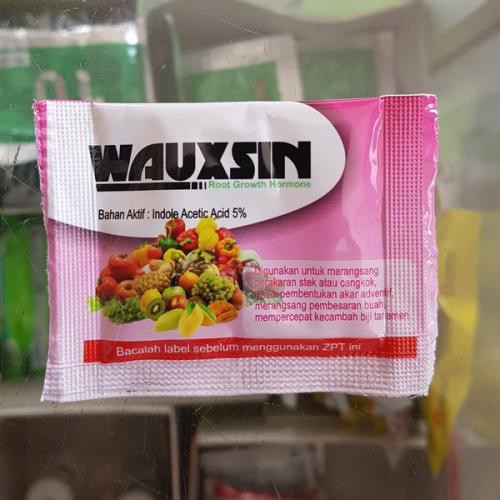 WAUXSIN
Root Growth Hormone
Bahan Aktif : Indole Acetic Acid 5%
Digunakan untuk merangsang
perakaran stek atau cangkok,
pembentukan akar adventif,
merangsang pembesaran buah
mempercepat kecambah biji tanaman.
Bacalah label sebelum menggunakan ZPT ini